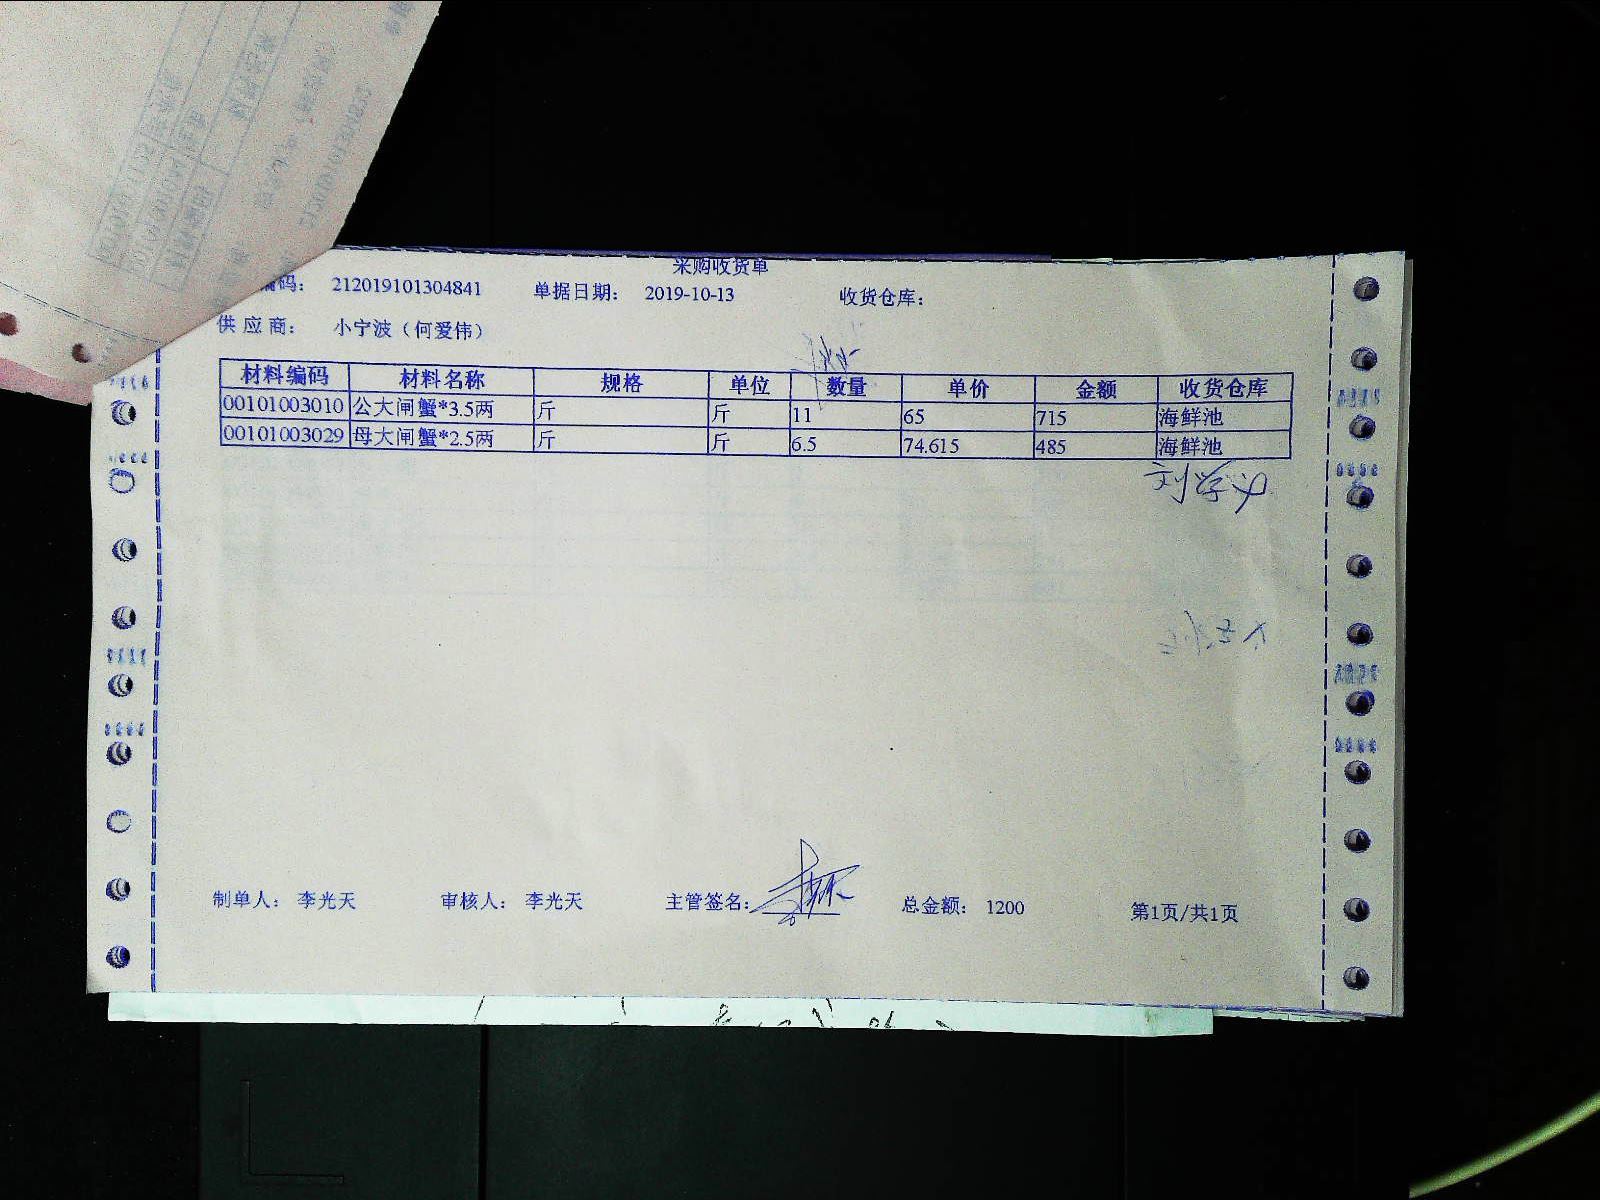 采购收货单
编码： 212019101304841 单据日期： 2019-10-13 收货仓库：
供应商： 小宁波（何爱伟）
材料编码 材料名称 规格 单位 数量 单价 金额 收货仓库
00101003010 公大闸蟹*3.5两 斤 斤 11 65 715 海鲜池
00101003029 母大闸蟹*2.5两 斤 斤 6.5 74.615 485 海鲜池
制单人： 李光天 审核人： 李光天 主管签名： 总金额： 1200 第1页/共1页